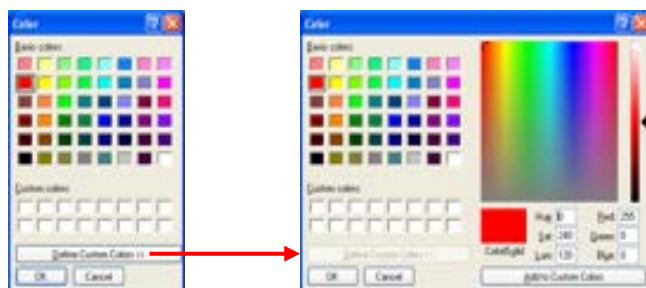 Color
Basic colors:
Custom colors:
Define Custom Colors >>
OK
Cancel
Color
Basic colors:
Custom colors:
Define Custom Colors >>
OK
Cancel
Hue: 0
Sat: 240
Lum: 120
Red: 255
Green: 0
Blue: 0
Color|Solid
Add to Custom Colors